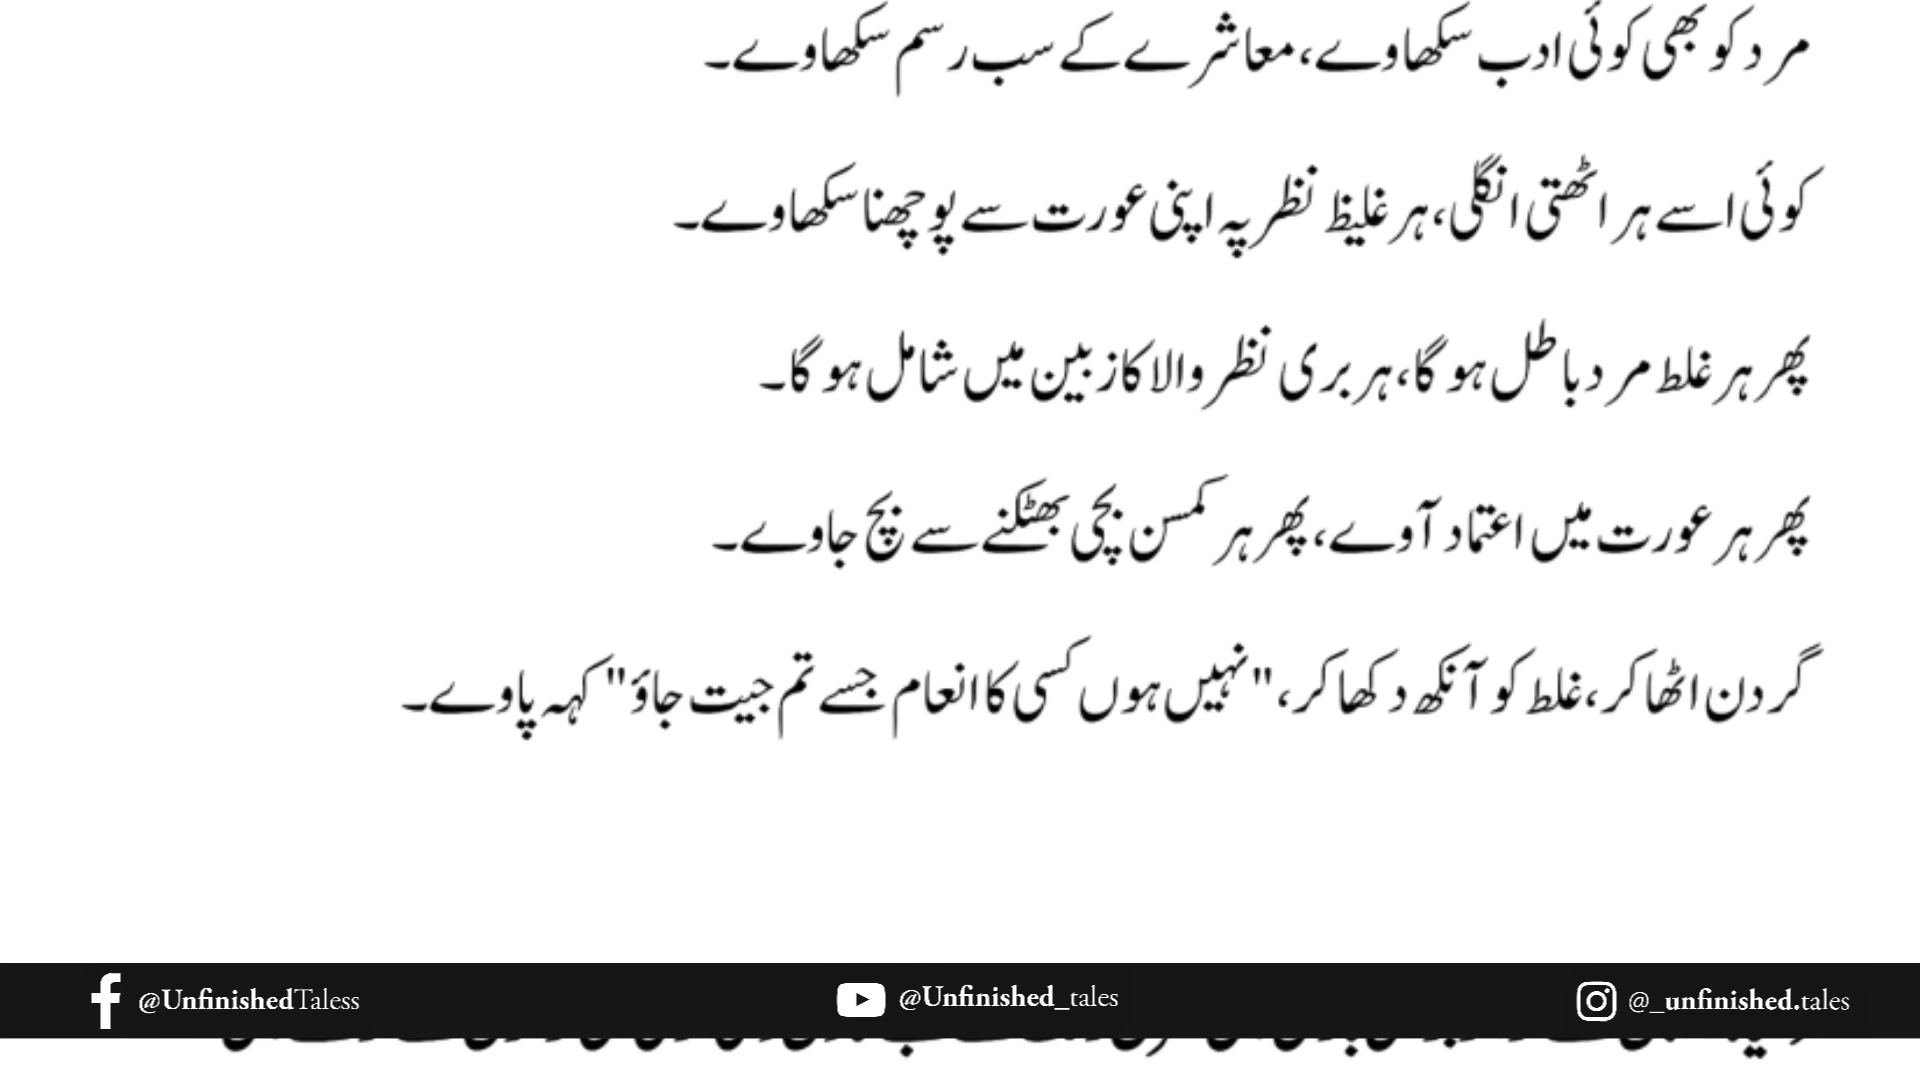 مرد کو بھی کوئی ادب سکھاوے، معاشرے کے سب رسم سکھاوے۔
کوئی اسے ہر اٹھتی انگلی، ہر غلیظ نظر پہ اپنی عورت سے پوچھنا سکھاوے۔
پھر ہر غلط مرد باطل ہو گا، ہر بری نظر والا کازبین میں شامل ہو گا۔
پھر ہر عورت میں اعتماد آوے، پھر ہر کمسن بچی بھٹکنے سے بچ جاوے۔
گردن اٹھا کر، غلط کو آنکھ دکھا کر، "نہیں ہوں کسی کا انعام جسے تم جیت جاؤ" کہہ پاوے۔
@UnfinishedTaless @Unfinished_tales @_unfinished.tales